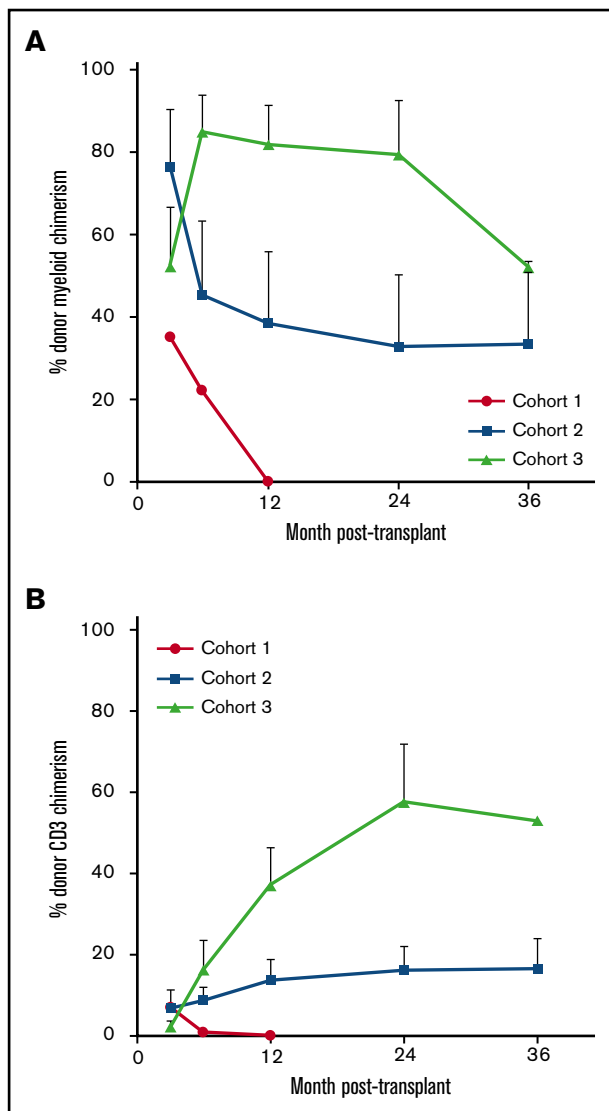 A
100
80
60
40
20
0
% donor myeloid chimerism
Cohort 1
Cohort 2
Cohort 3
0
12
24
36
Month post-transplant
B
100
80
60
40
20
0
% donor CD3 chimerism
Cohort 1
Cohort 2
Cohort 3
0
12
24
36
Month post-transplant